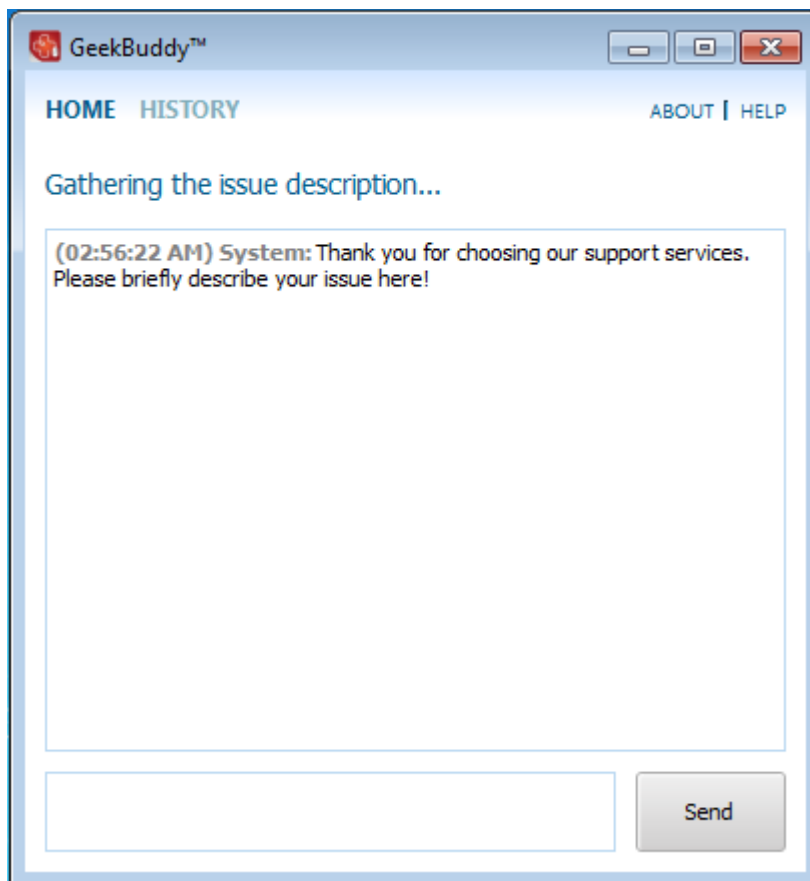 GeekBuddy™
HOME HISTORY ABOUT | HELP
Gathering the issue description...
(02:56:22 AM) System: Thank you for choosing our support services.
Please briefly describe your issue here!
Send